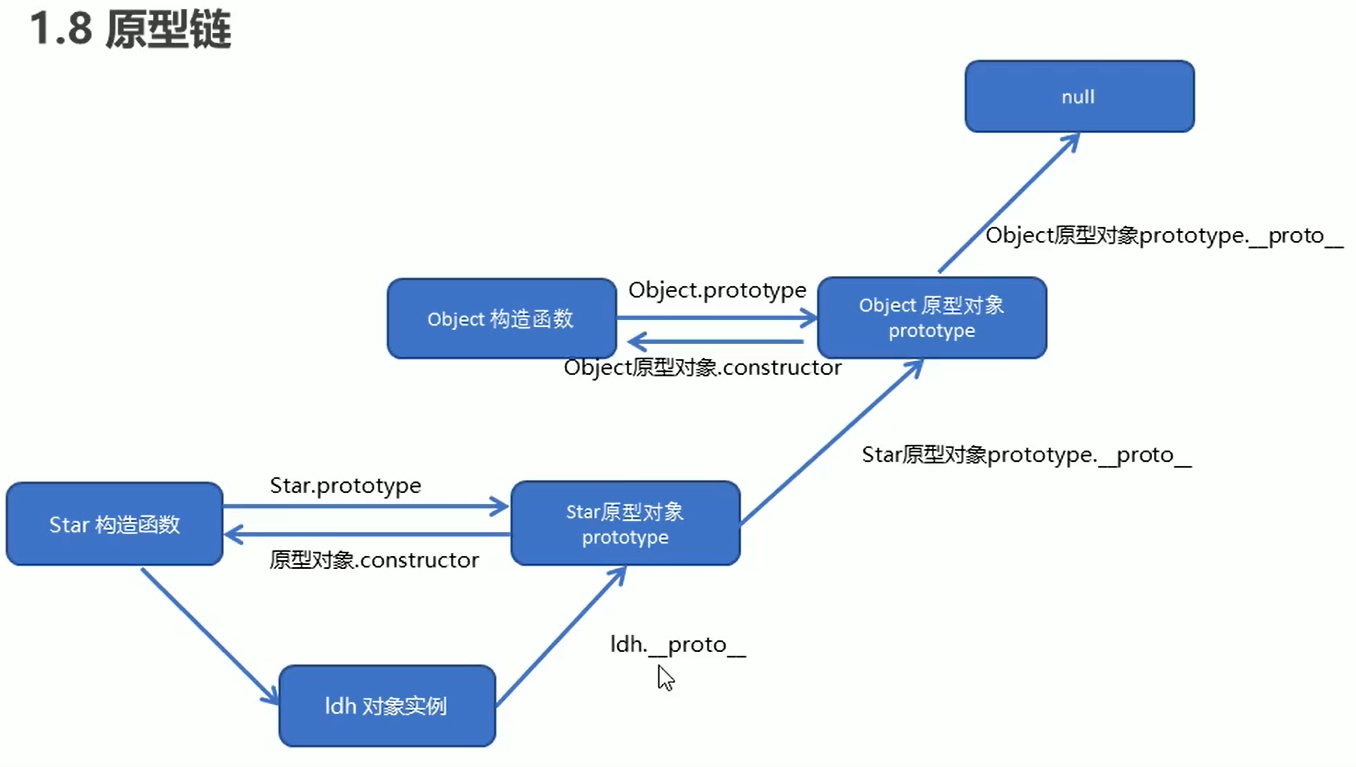 1.8 原型链
null
Object原型对象prototype.__proto__
Object.prototype
Object 构造函数
Object 原型对象
prototype
Object原型对象.constructor
Star原型对象prototype.__proto__
Star.prototype
Star 构造函数
Star原型对象
prototype
原型对象.constructor
ldh.__proto__
ldh 对象实例